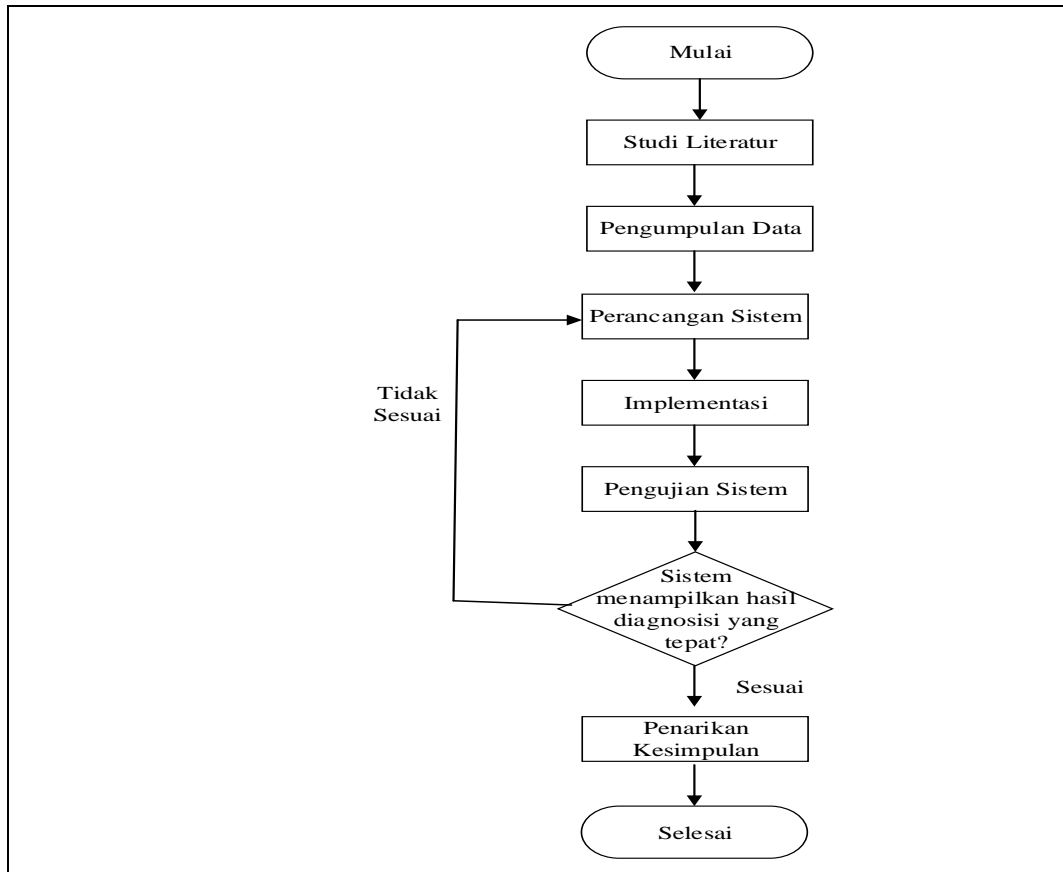 Mulai
Studi Literatur
Pengumpulan Data
Perancangan Sistem
Tidak
Sesuai
Implementasi
Pengujian Sistem
Sistem
menampilkan hasil
diagnosisi yang
tepat?
Sesuai
Penarikan
Kesimpulan
Selesai